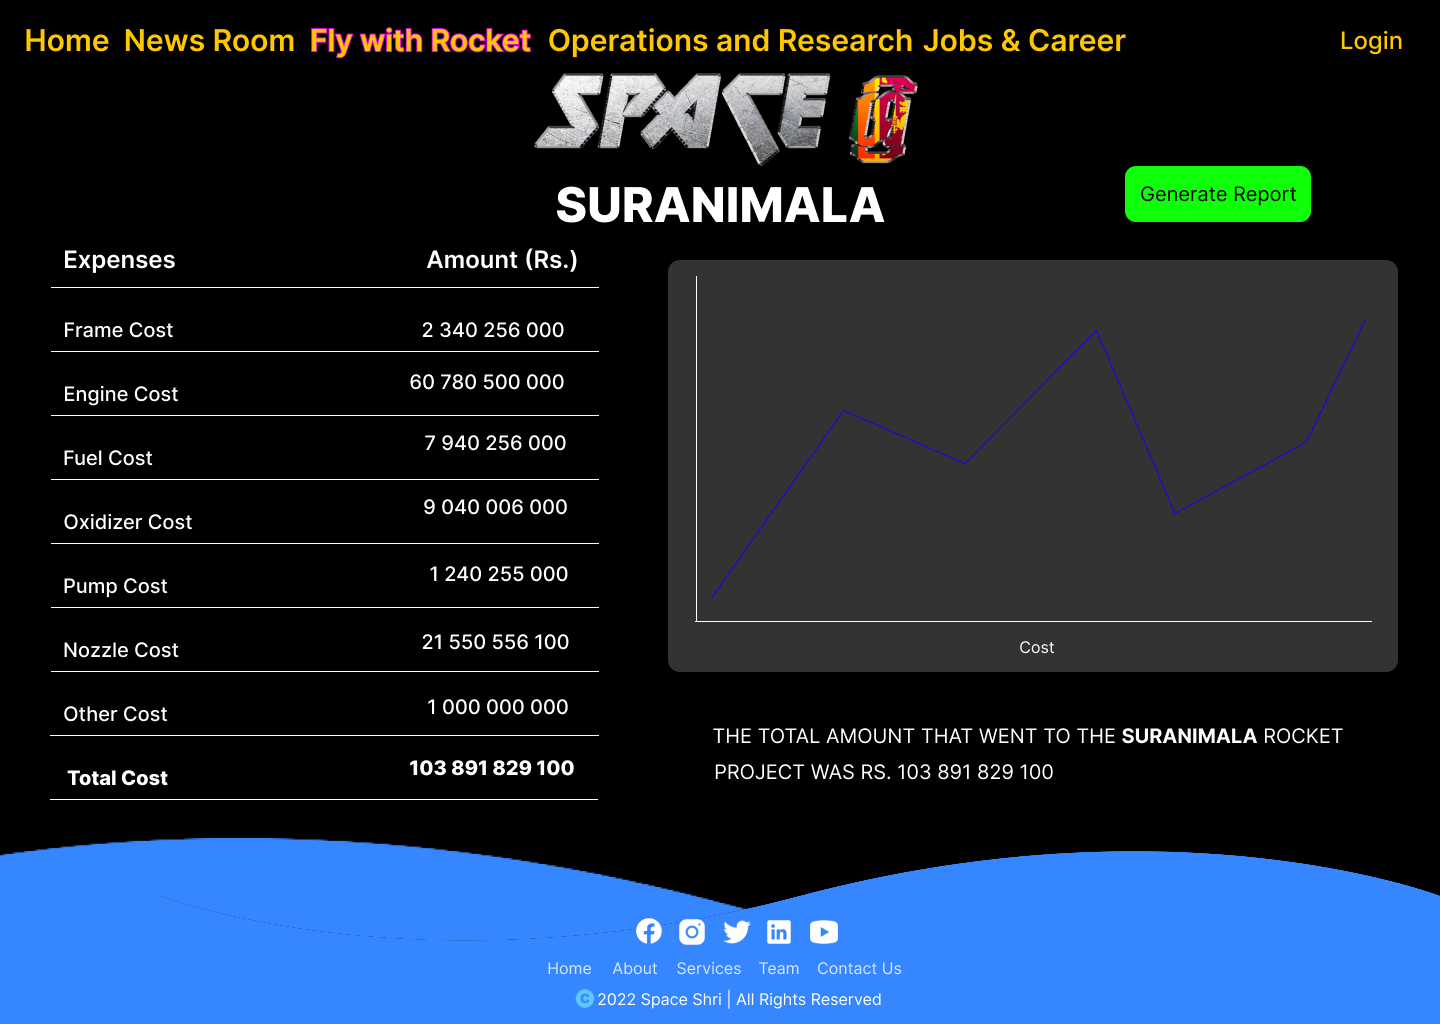 Home News Room Fly with Rocket Operations and Research Jobs & Career Login
SPACE
SURANIMALA
Generate Report
Expenses Amount (Rs.)
Frame Cost 2 340 256 000
Engine Cost 60 780 500 000
Fuel Cost 7 940 256 000
Oxidizer Cost 9 040 006 000
Pump Cost 1 240 255 000
Nozzle Cost 21 550 556 100
Other Cost 1 000 000 000
Total Cost 103 891 829 100
Cost
THE TOTAL AMOUNT THAT WENT TO THE SURANIMALA ROCKET
PROJECT WAS RS. 103 891 829 100
Home About Services Team Contact Us
© 2022 Space Shri | All Rights Reserved